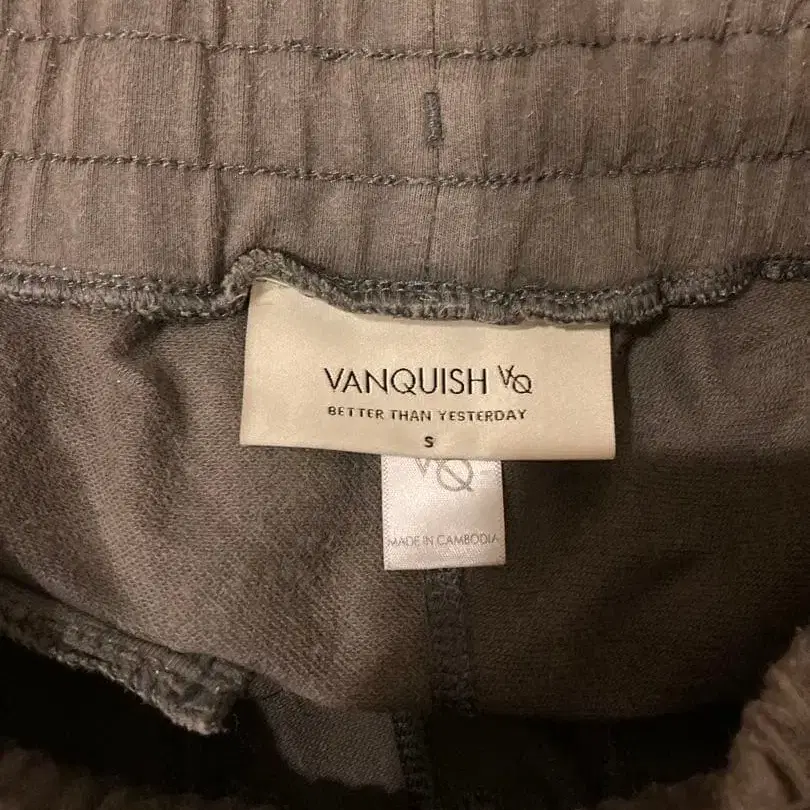 VANQUISH VQ
BETTER THAN YESTERDAY
S
VQ
MADE IN CAMBODIA